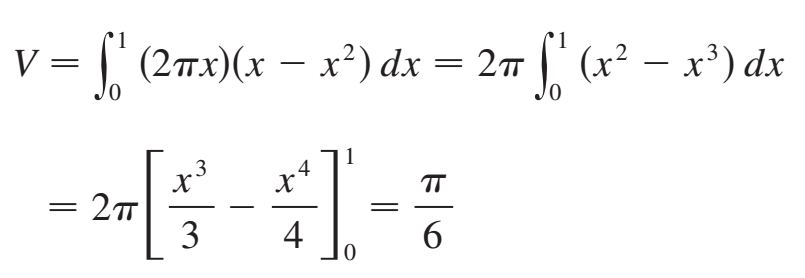 V = ∫₀¹ (2πx)(x − x²) dx = 2π ∫₀¹ (x² − x³) dx
= 2π [x³/3 − x⁴/4]₀¹ = π/6